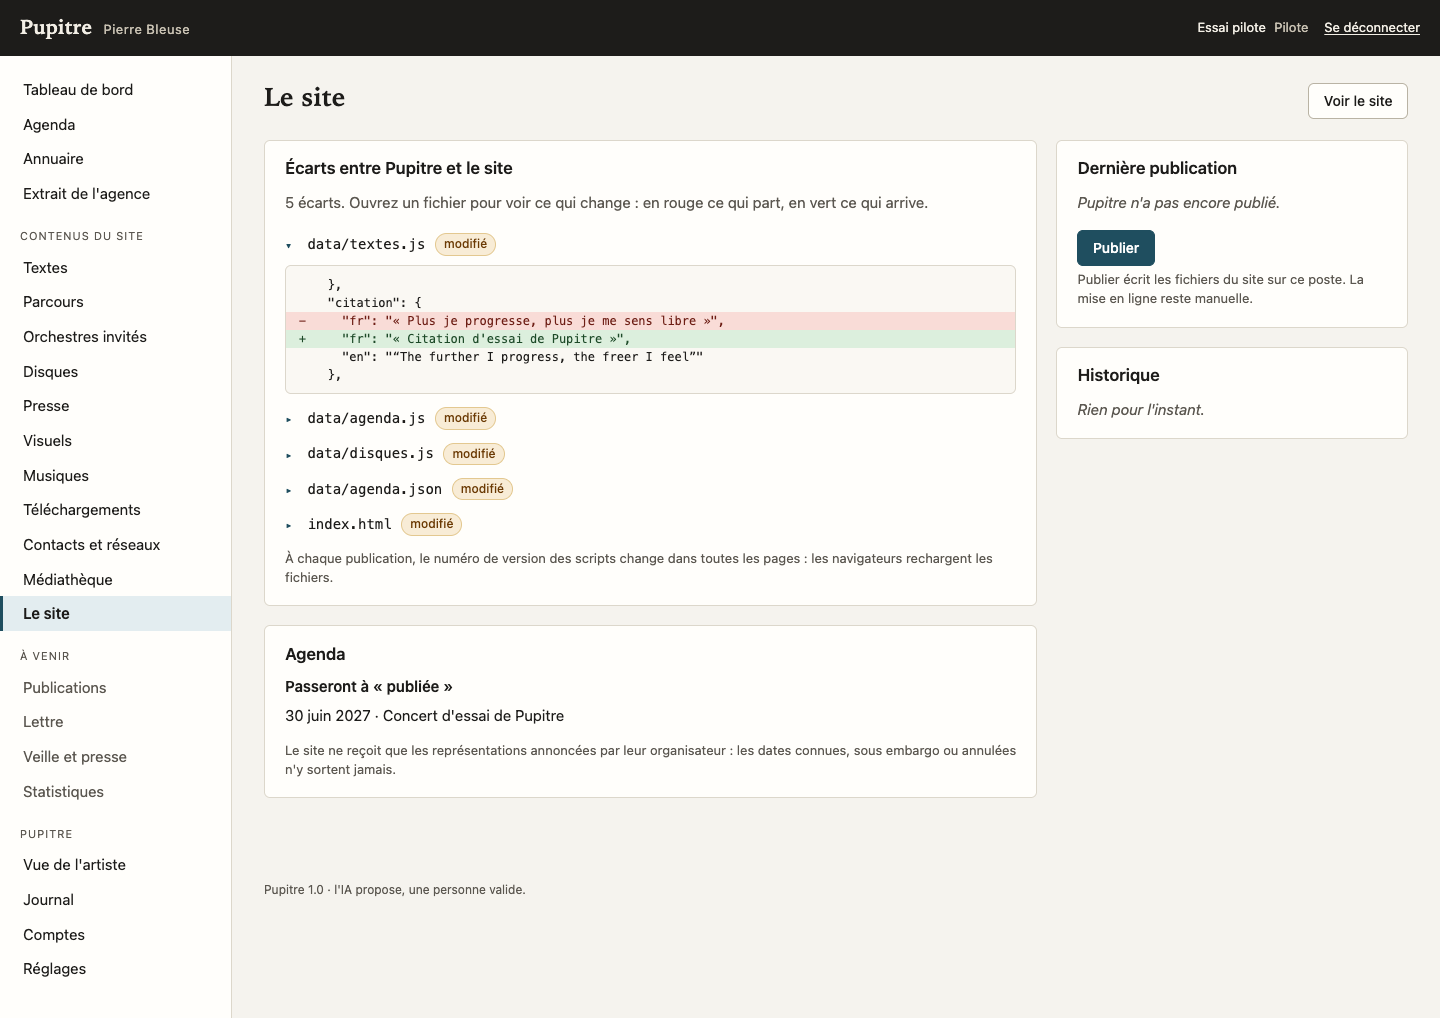 Pupitre Pierre Bleuse
Essai pilote Pilote Se déconnecter
Tableau de bord
Agenda
Annuaire
Extrait de l'agence
CONTENUS DU SITE
Textes
Parcours
Orchestres invités
Disques
Presse
Visuels
Musiques
Téléchargements
Contacts et réseaux
Médiathèque
Le site
À VENIR
Publications
Lettre
Veille et presse
Statistiques
PUPITRE
Vue de l'artiste
Journal
Comptes
Réglages
Le site
Voir le site
Écarts entre Pupitre et le site
5 écarts. Ouvrez un fichier pour voir ce qui change : en rouge ce qui part, en vert ce qui arrive.
data/textes.js modifié
},
"citation": {
− "fr": "« Plus je progresse, plus je me sens libre »",
+ "fr": "« Citation d'essai de Pupitre »",
"en": "“The further I progress, the freer I feel”"
},
data/agenda.js modifié
data/disques.js modifié
data/agenda.json modifié
index.html modifié
À chaque publication, le numéro de version des scripts change dans toutes les pages : les navigateurs rechargent les
fichiers.
Agenda
Passeront à « publiée »
30 juin 2027 · Concert d'essai de Pupitre
Le site ne reçoit que les représentations annoncées par leur organisateur : les dates connues, sous embargo ou annulées
n'y sortent jamais.
Dernière publication
Pupitre n'a pas encore publié.
Publier
Publier écrit les fichiers du site sur ce poste. La
mise en ligne reste manuelle.
Historique
Rien pour l'instant.
Pupitre 1.0 · l'IA propose, une personne valide.